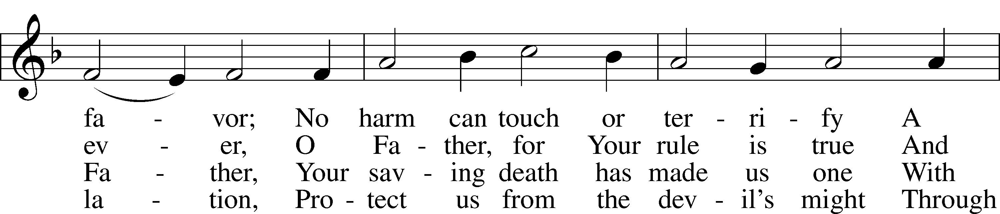 fa - vor; No harm can touch or ter - ri - fy A
ev - er, O Fa - ther, for Your rule is true And
Fa - ther, Your sav - ing death has made us one With
la - tion, Pro - tect us from the dev - il's might Through